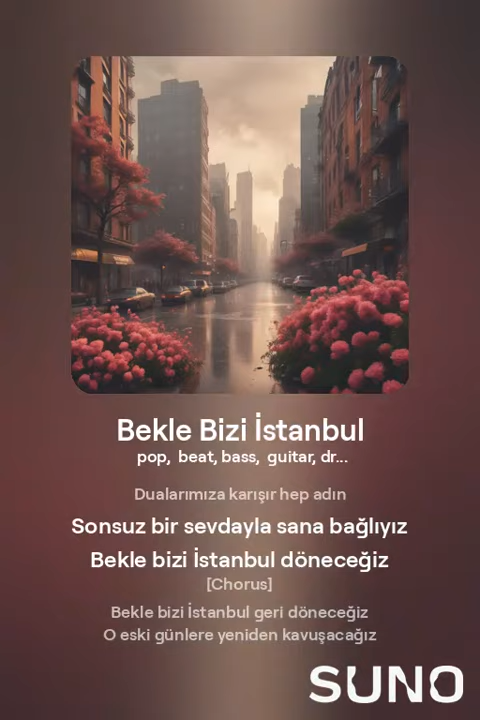 Bekle Bizi İstanbul
pop, beat, bass, guitar, dr...
Dualarımıza karışır hep adın
Sonsuz bir sevdayla sana bağlıyız
Bekle bizi İstanbul döneceğiz
[Chorus]
Bekle bizi İstanbul geri döneceğiz
O eski günlere yeniden kavuşacağız
SUNO